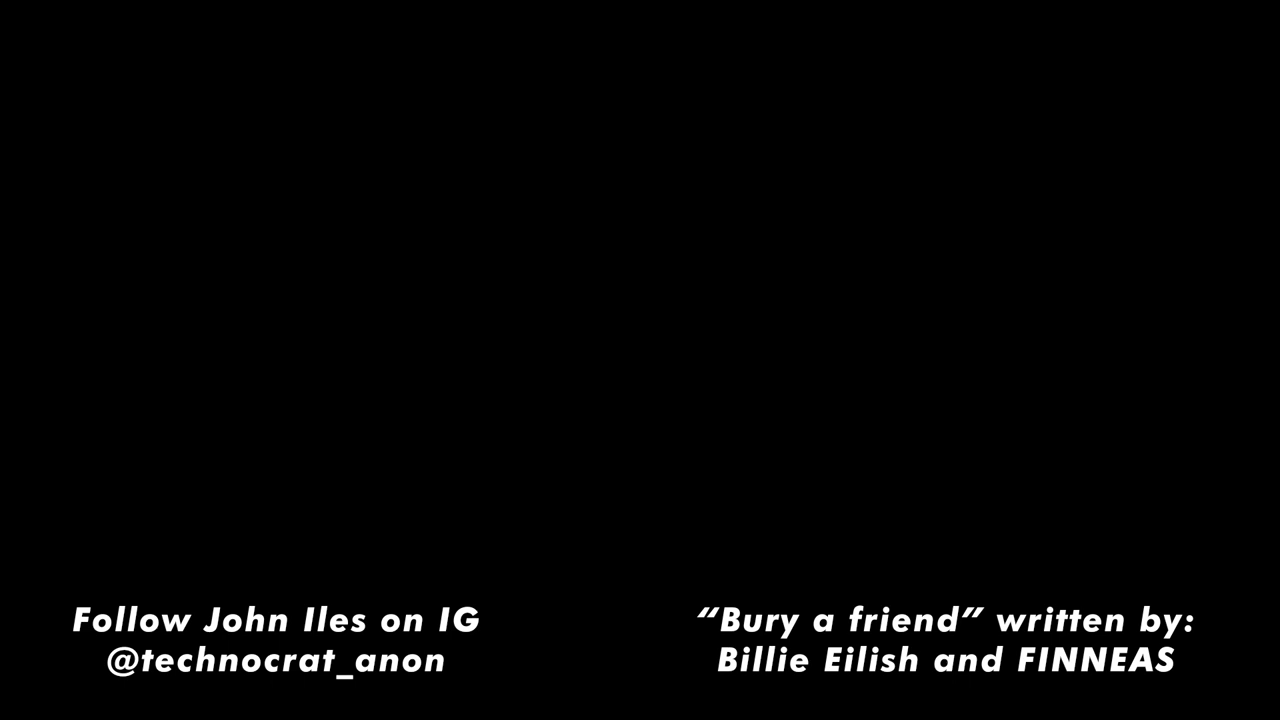 Follow John Iles on IG
@technocrat_anon
“Bury a friend” written by:
Billie Eilish and FINNEAS